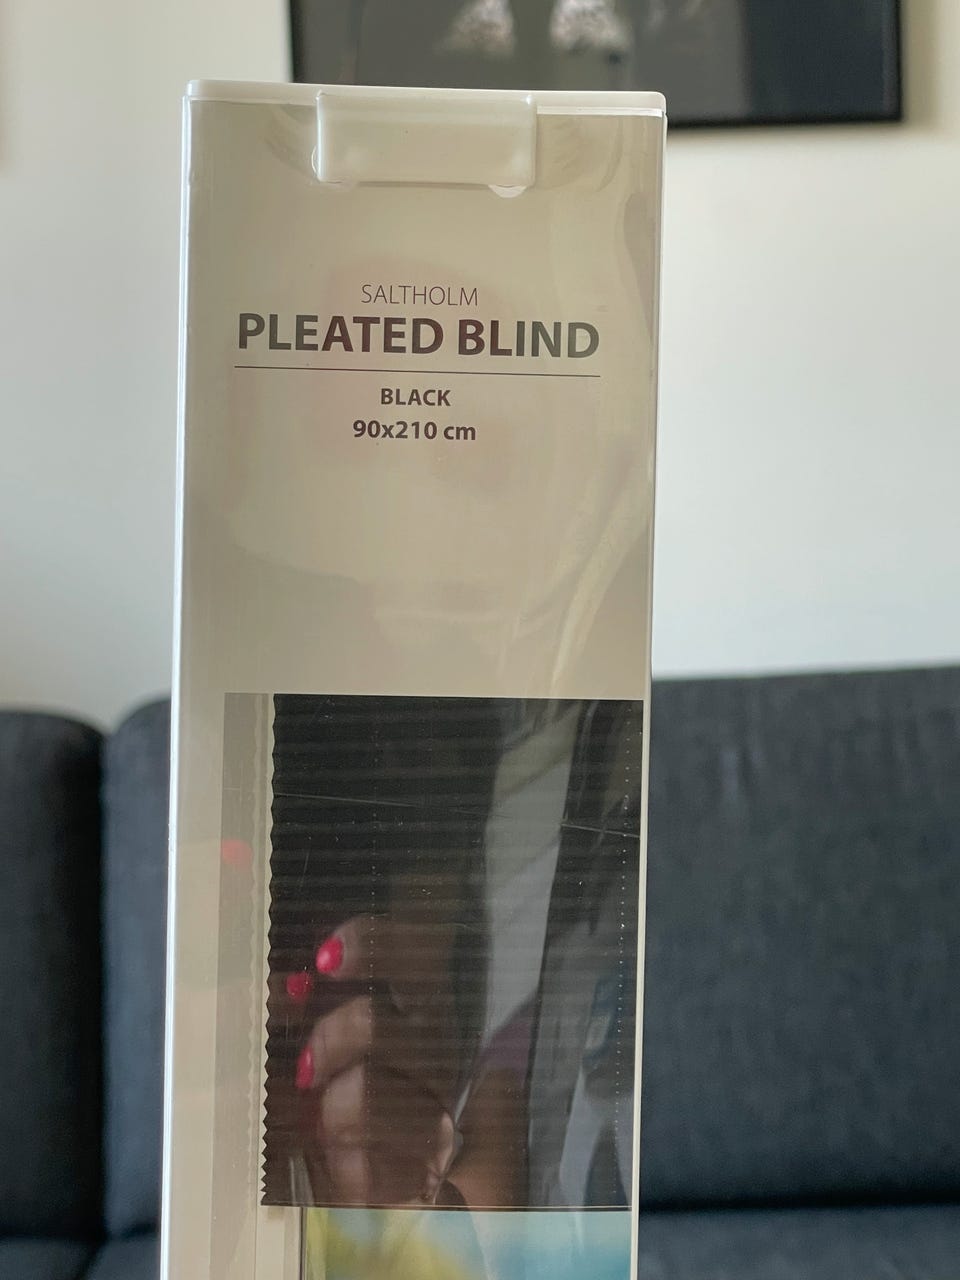 SALTHOLM
PLEATED BLIND
BLACK
90x210 cm